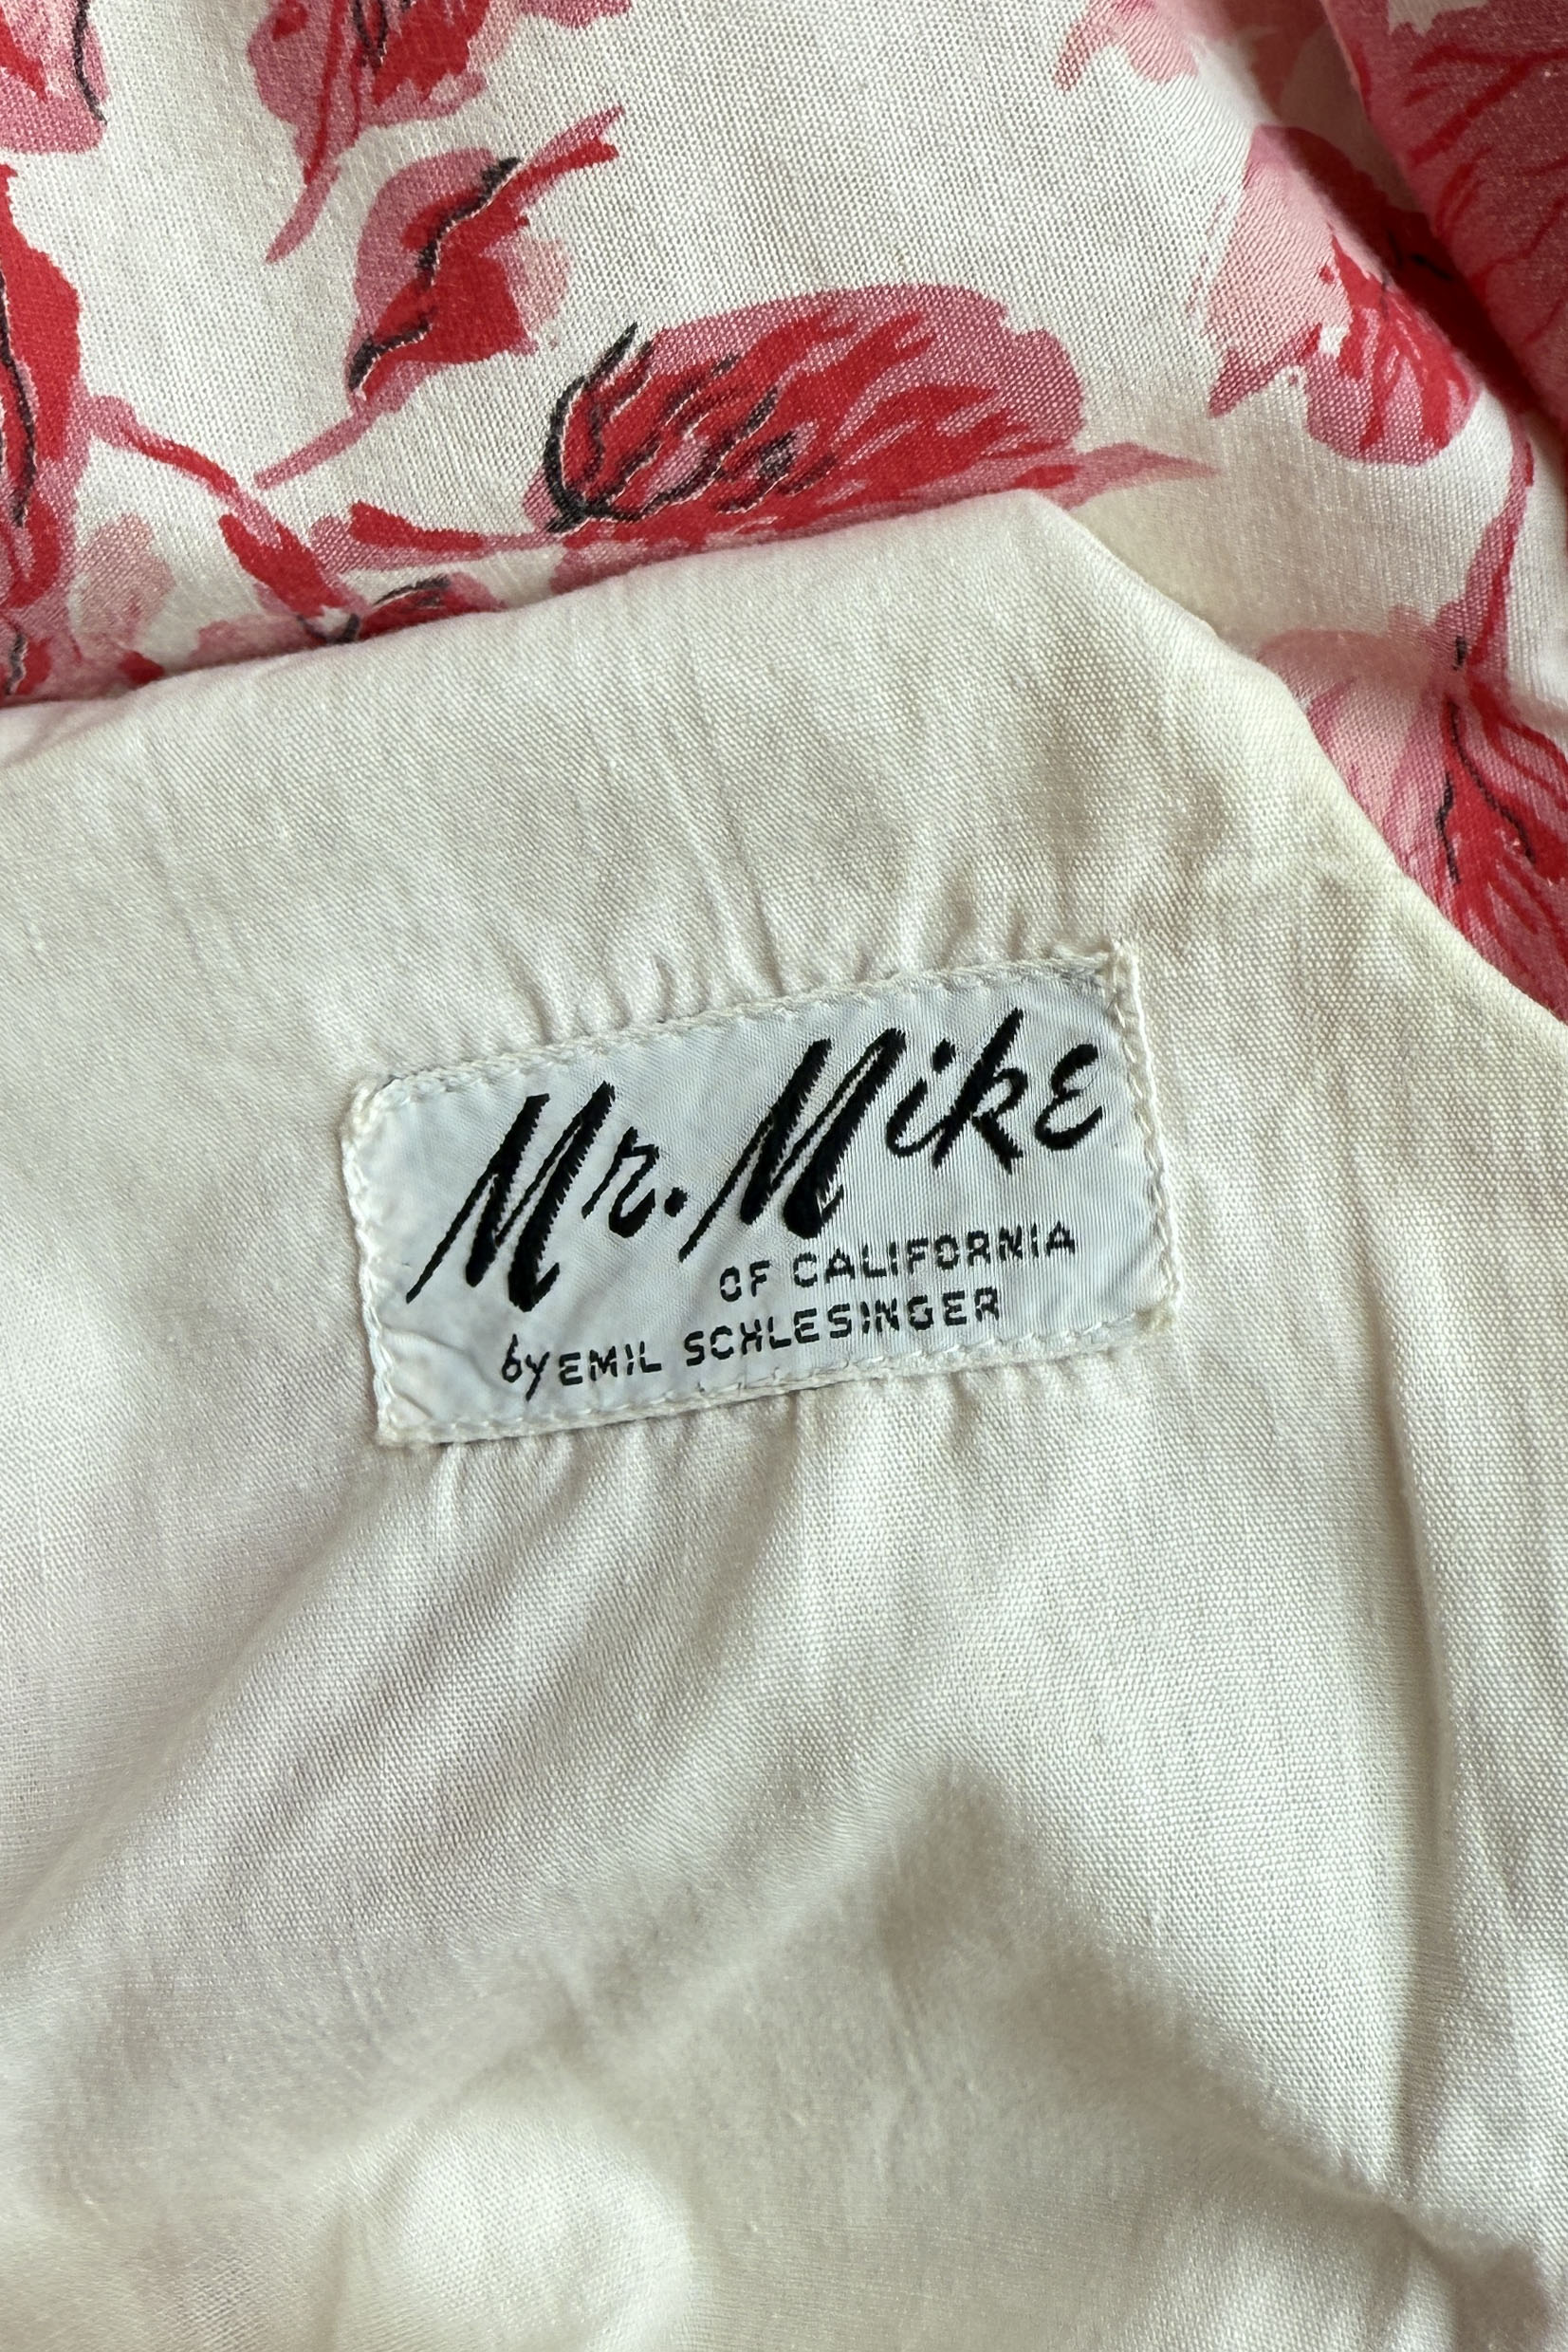 Mr. Mike
OF CALIFORNIA
by EMIL SCHLESINGER